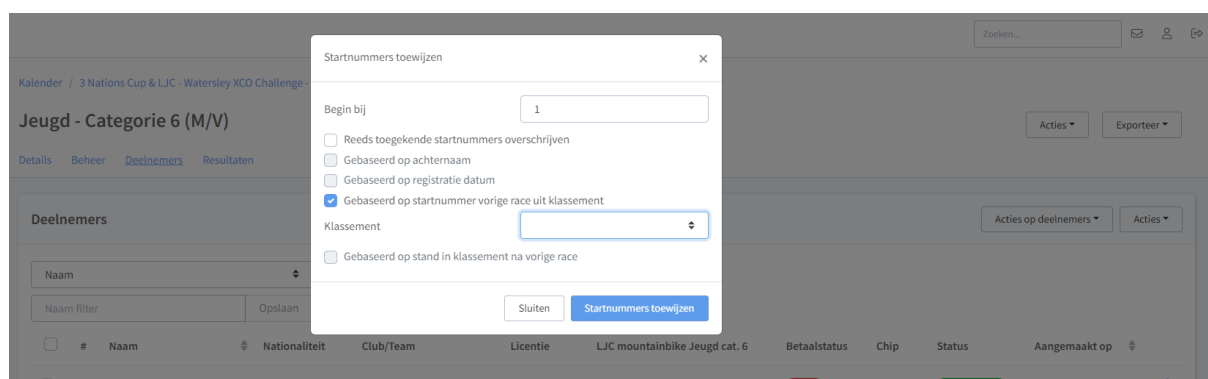 Zoeken...
Kalender / 3 Nations Cup & LJC - Watersley XCO Challenge -
Jeugd - Categorie 6 (M/V)
Acties
Exporteer
Details Beheer Deelnemers Resultaten
Startnummers toewijzen ×
Begin bij 1
Reeds toegekende startnummers overschrijven
Gebaseerd op achternaam
Gebaseerd op registratie datum
Gebaseerd op startnummer vorige race uit klassement
Klassement
Gebaseerd op stand in klassement na vorige race
Sluiten Startnummers toewijzen
Deelnemers
Acties op deelnemers Acties
Naam
Naam filter Opslaan
# Naam Nationaliteit Club/Team Licentie LJC mountainbike Jeugd cat. 6 Betaalstatus Chip Status Aangemaakt op